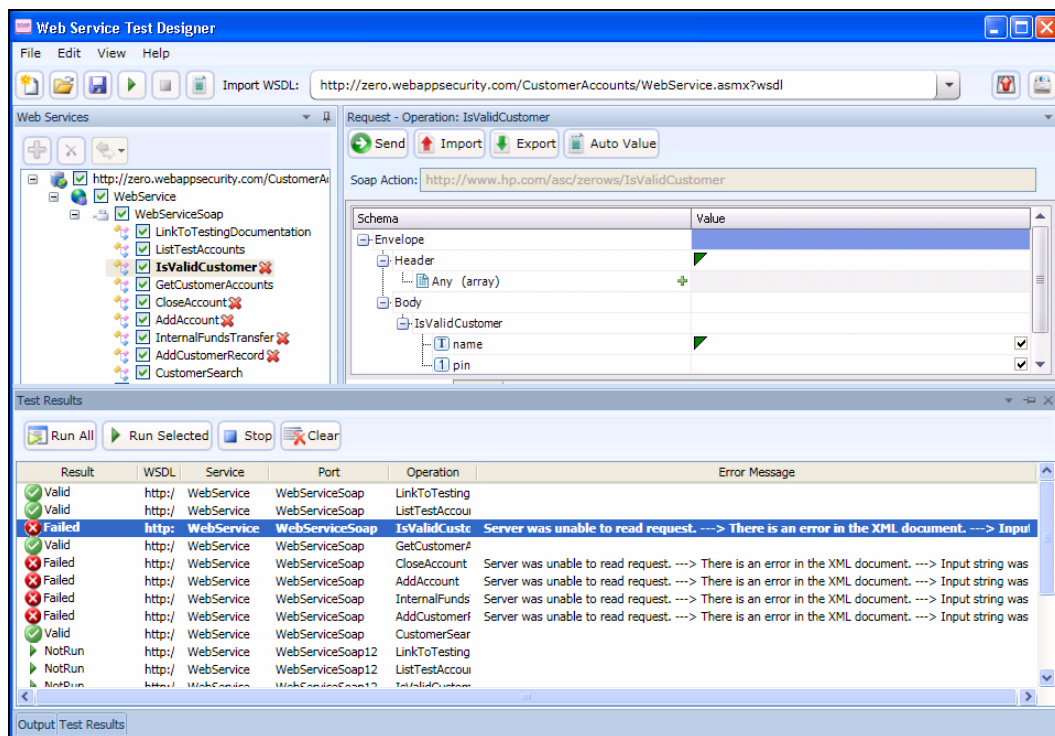 SOAP Web Service Test Designer
File Edit View Help
Import WSDL: http://zero.webappsecurity.com/CustomerAccounts/WebService.asmx?wsdl
Web Services
Request - Operation: IsValidCustomer
Send Import Export Auto Value
Soap Action: http://www.hp.com/asc/zerows/IsValidCustomer
http://zero.webappsecurity.com/CustomerA
WebService
WebServiceSoap
LinkToTestingDocumentation
ListTestAccounts
IsValidCustomer
GetCustomerAccounts
CloseAccount
AddAccount
InternalFundsTransfer
AddCustomerRecord
CustomerSearch
Schema Value
Envelope
Header
Any (array)
Body
IsValidCustomer
T name
1 pin
Test Results
Run All Run Selected Stop Clear
Result WSDL Service Port Operation Error Message
Valid http:/ WebService WebServiceSoap LinkToTesting
Valid http:/ WebService WebServiceSoap ListTestAccou
Failed http: WebService WebServiceSoap IsValidCusto Server was unable to read request. ---> There is an error in the XML document. ---> Input
Valid http:/ WebService WebServiceSoap GetCustomerA
Failed http:/ WebService WebServiceSoap CloseAccount Server was unable to read request. ---> There is an error in the XML document. ---> Input string was
Failed http:/ WebService WebServiceSoap AddAccount Server was unable to read request. ---> There is an error in the XML document. ---> Input string was
Failed http:/ WebService WebServiceSoap InternalFunds Server was unable to read request. ---> There is an error in the XML document. ---> Input string was
Failed http:/ WebService WebServiceSoap AddCustomerR Server was unable to read request. ---> There is an error in the XML document. ---> Input string was
Valid http:/ WebService WebServiceSoap CustomerSear
NotRun http:/ WebService WebServiceSoap12 LinkToTesting
NotRun http:/ WebService WebServiceSoap12 ListTestAccou
NotRun http:/ WebService WebServiceSoap12 IsValidCustom
Output Test Results